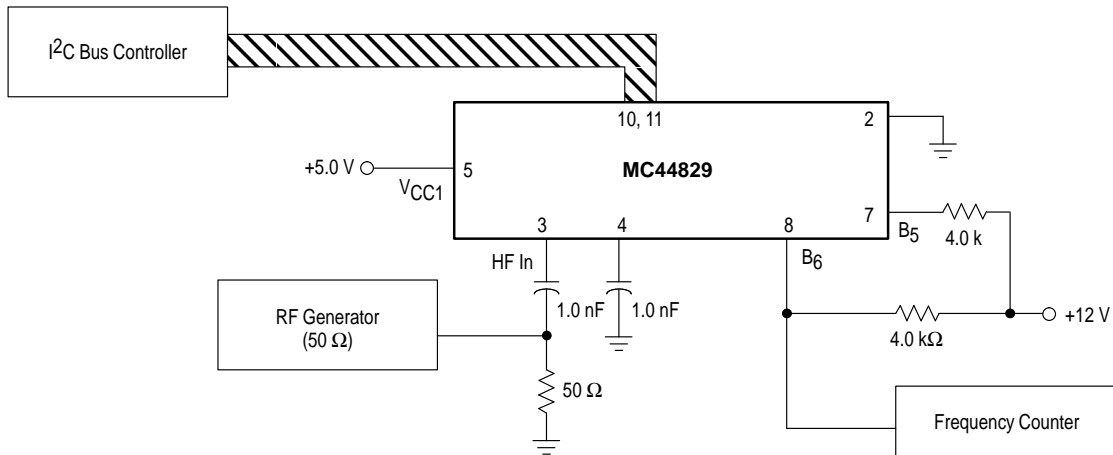 I²C Bus Controller
10, 11
2
+5.0 V
5
MC44829
VCC1
7
3
4
8
B5
4.0 k
HF In
B6
1.0 nF
1.0 nF
RF Generator
(50 Ω)
4.0 kΩ
+12 V
50 Ω
Frequency Counter